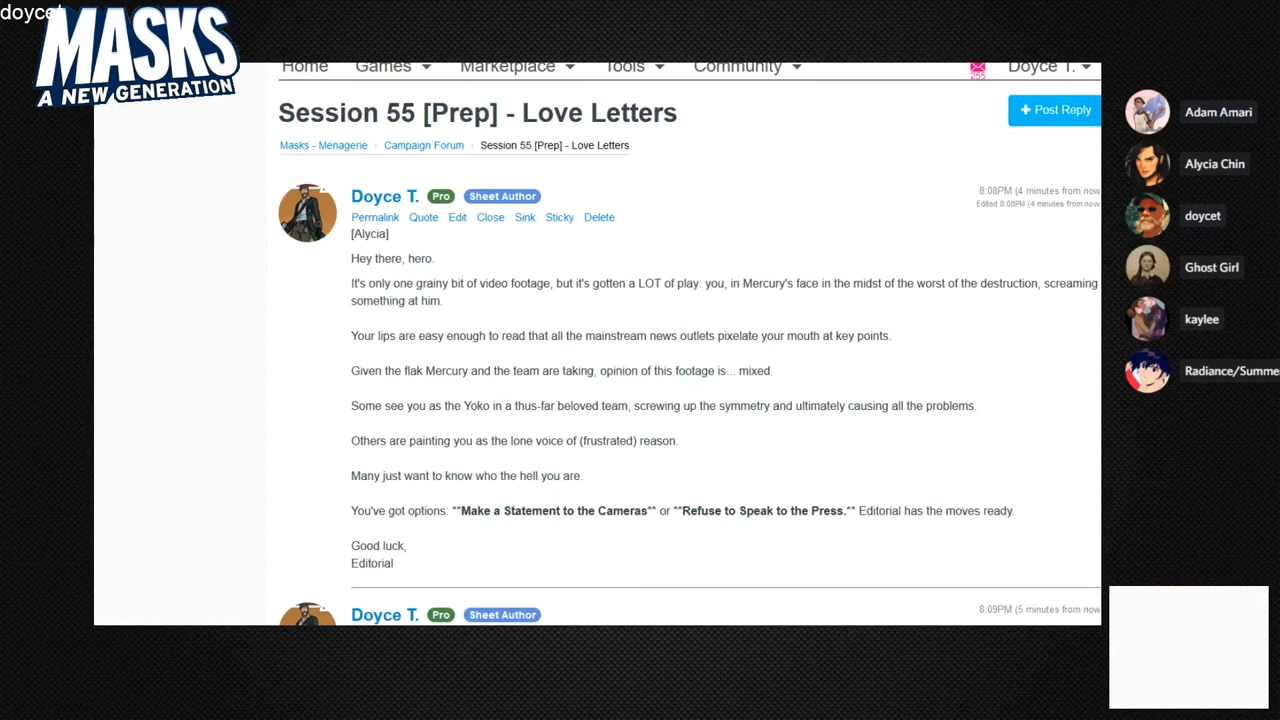 doycet
MASKS
A NEW GENERATION
Home Games Marketplace Tools Community 255 Doyce T.
Session 55 [Prep] - Love Letters
+ Post Reply
Masks - Menagerie › Campaign Forum › Session 55 [Prep] - Love Letters
Doyce T. Pro Sheet Author
8:08PM (4 minutes from now
Permalink Quote Edit Close Sink Sticky Delete
Edited 8:08PM (4 minutes from now
[Alycia]
Hey there, hero.
It's only one grainy bit of video footage, but it's gotten a LOT of play: you, in Mercury's face in the midst of the worst of the destruction, screaming
something at him.
Your lips are easy enough to read that all the mainstream news outlets pixelate your mouth at key points.
Given the flak Mercury and the team are taking, opinion of this footage is... mixed.
Some see you as the Yoko in a thus-far beloved team, screwing up the symmetry and ultimately causing all the problems.
Others are painting you as the lone voice of (frustrated) reason.
Many just want to know who the hell you are.
You've got options: **Make a Statement to the Cameras** or **Refuse to Speak to the Press.** Editorial has the moves ready.
Good luck,
Editorial
Doyce T. Pro Sheet Author
8:09PM (5 minutes from now
Adam Amari
Alycia Chin
doycet
Ghost Girl
kaylee
Radiance/Summe